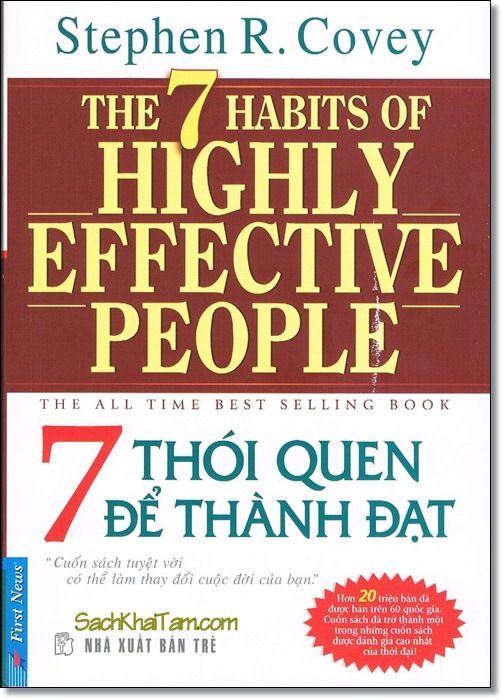 Stephen R. Covey
THE 7 HABITS OF
HIGHLY
EFFECTIVE
PEOPLE
THE ALL TIME BEST SELLING BOOK
7 THÓI QUEN
ĐỂ THÀNH ĐẠT
“Cuốn sách tuyệt vời
có thể làm thay đổi cuộc đời của bạn.”
Hơn 20 triệu bản đã
được bán trên 60 quốc gia.
Cuốn sách đã trở thành một
trong những cuốn sách
được đánh giá cao nhất
của thời đại!
SachKhaiTam.com
First News
NHÀ XUẤT BẢN TRẺ